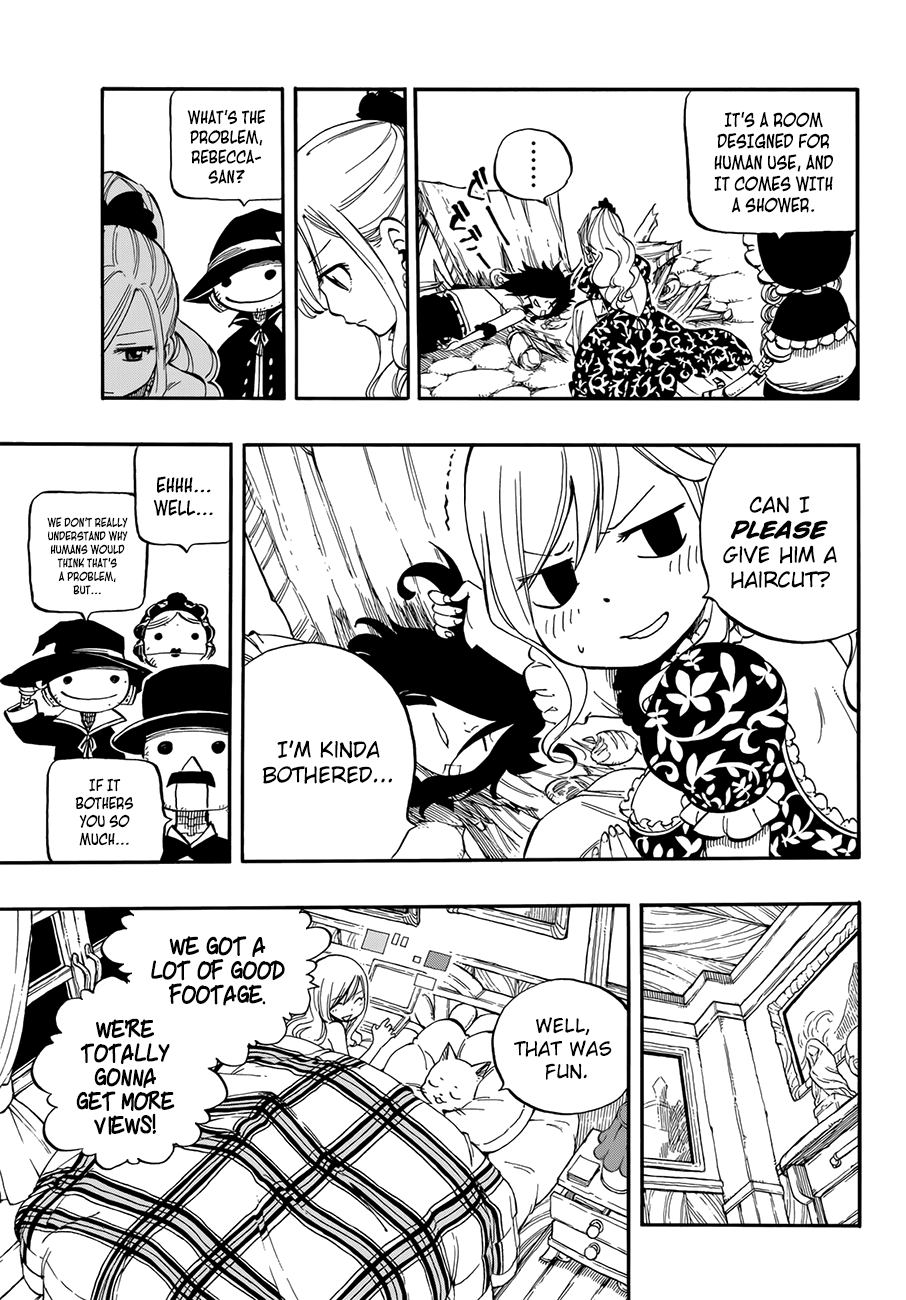 IT'S A ROOM
DESIGNED FOR
HUMAN USE, AND
IT COMES WITH
A SHOWER.
......
WHAT'S THE
PROBLEM,
REBECCA-
SAN?
CAN I
PLEASE
GIVE HIM A
HAIRCUT?
I'M KINDA
BOTHERED...
EHHH...
WELL...
WE DON'T REALLY
UNDERSTAND WHY
HUMANS WOULD
THINK THAT'S
A PROBLEM,
BUT...
IF IT
BOTHERS
YOU SO
MUCH...
WELL,
THAT WAS
FUN.
WE GOT A
LOT OF GOOD
FOOTAGE.
WE'RE
TOTALLY
GONNA
GET MORE
VIEWS!